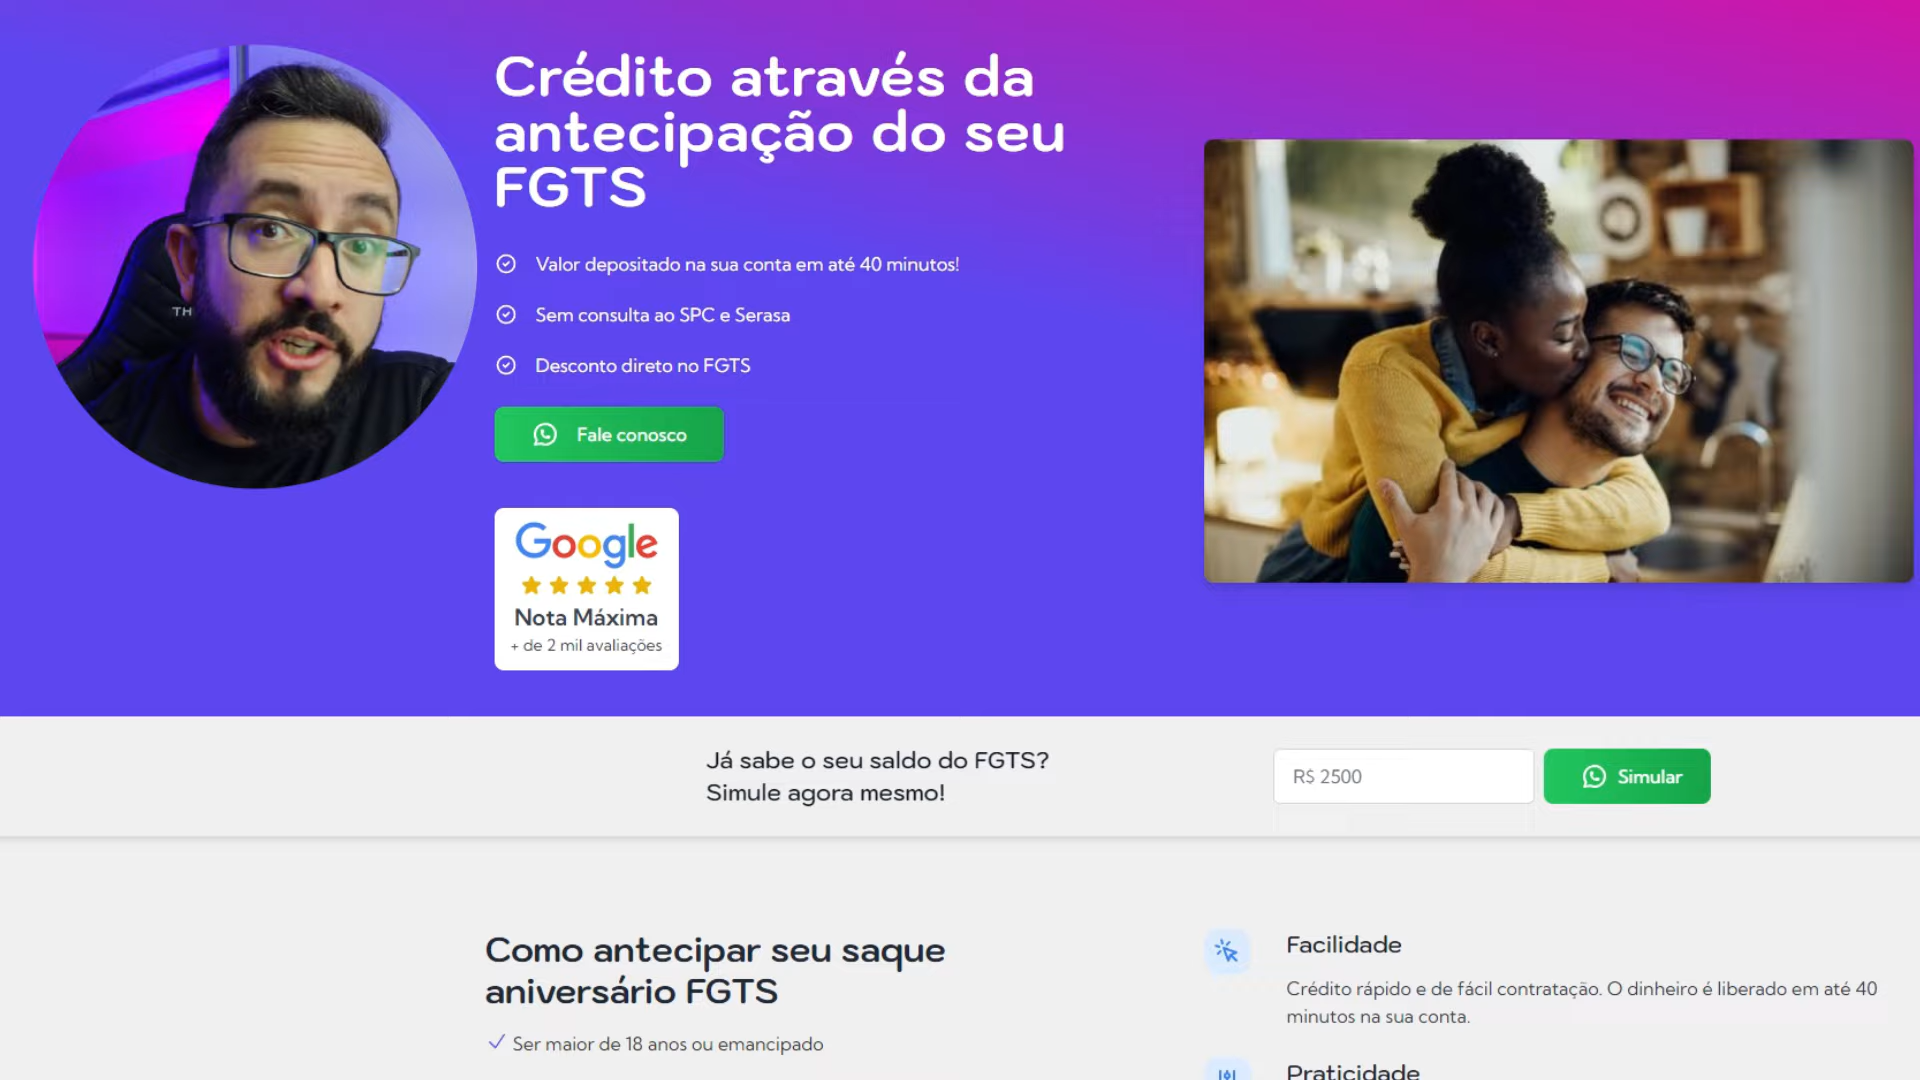 Crédito através da
antecipação do seu
FGTS
TH
Valor depositado na sua conta em até 40 minutos!
Sem consulta ao SPC e Serasa
Desconto direto no FGTS
Fale conosco
Google
Nota Máxima
+ de 2 mil avaliações
Já sabe o seu saldo do FGTS?
Simule agora mesmo!
R$ 2500
Simular
Como antecipar seu saque
aniversário FGTS
Ser maior de 18 anos ou emancipado
Facilidade
Crédito rápido e de fácil contratação. O dinheiro é liberado em até 40
minutos na sua conta.
Praticidade